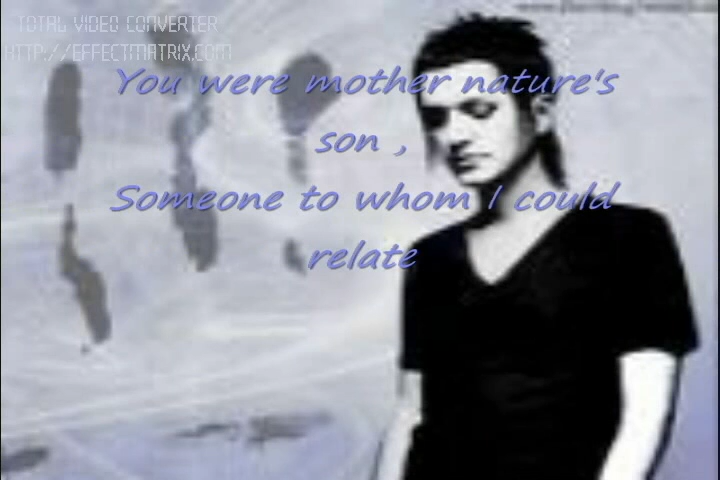 TOTAL VIDEO CONVERTER
HTTP://EFFECTMATRIX.COM
You were mother nature's
son ,
Someone to whom I could
relate